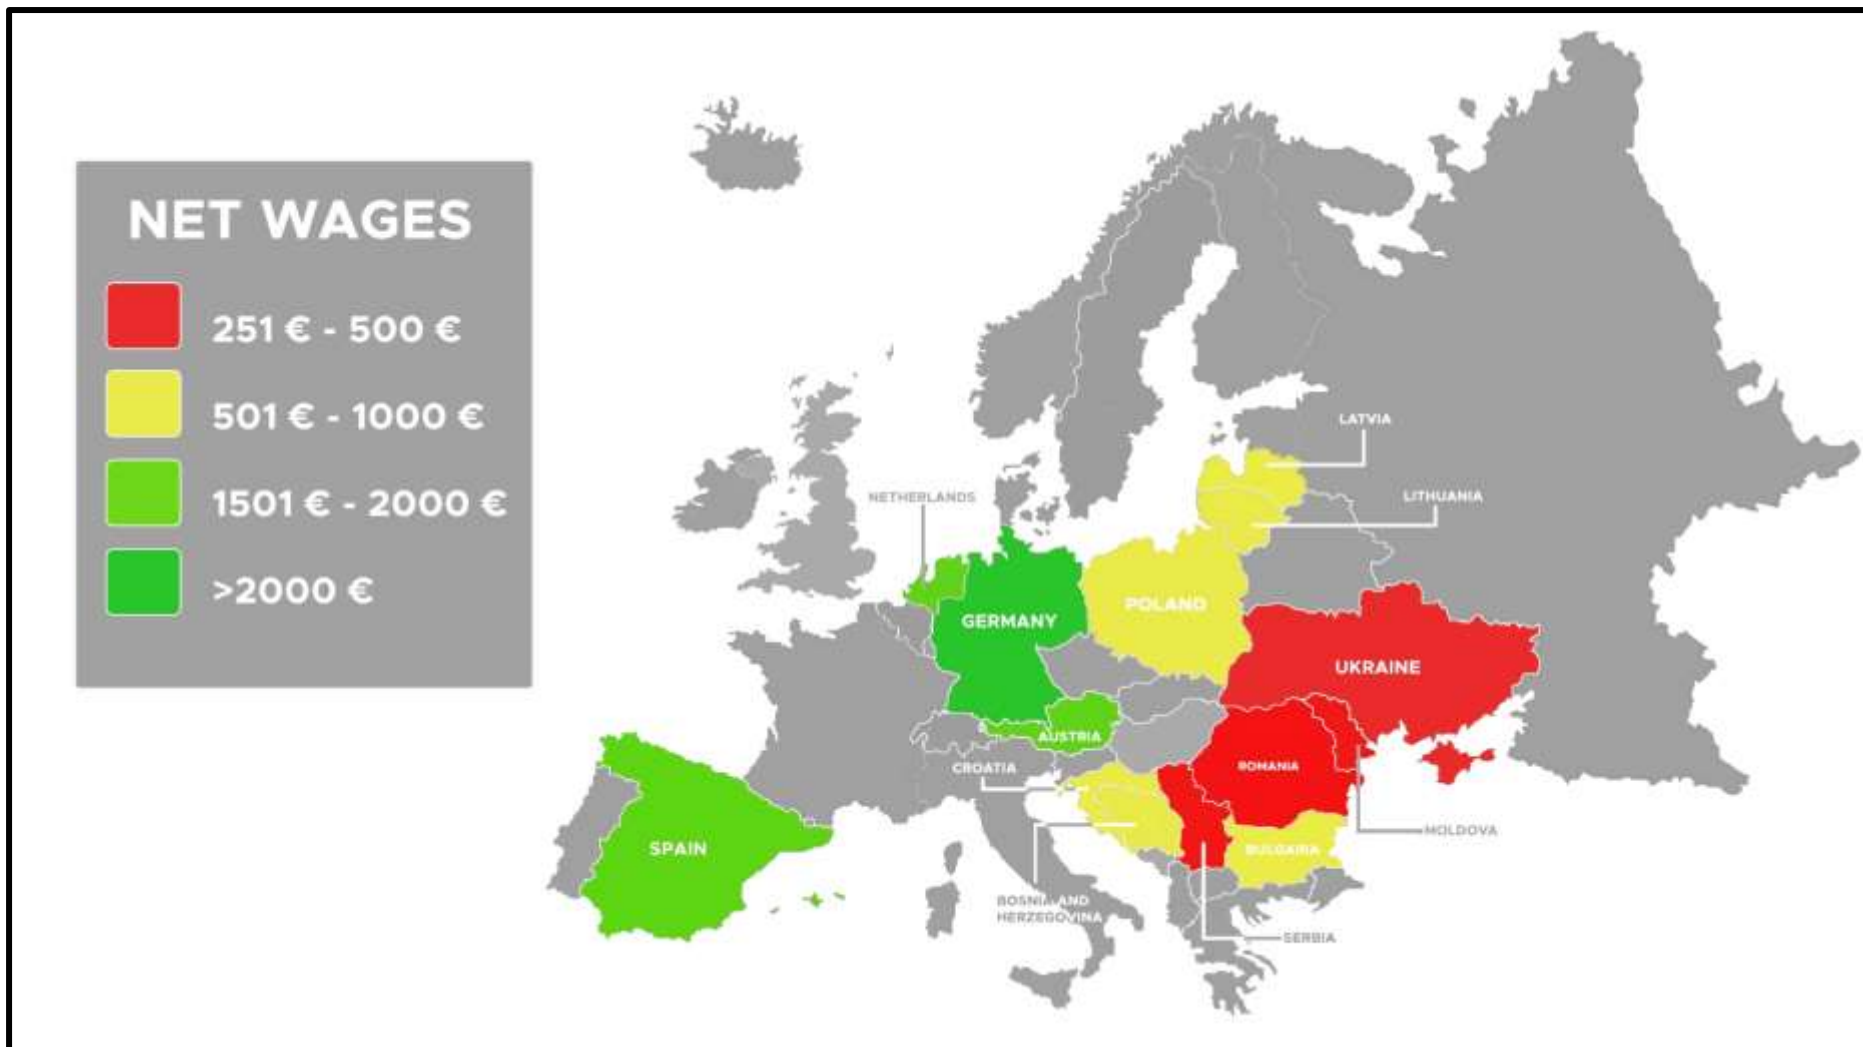 NET WAGES
251 € - 500 €
501 € - 1000 €
1501 € - 2000 €
>2000 €
LATVIA
NETHERLANDS
LITHUANIA
POLAND
GERMANY
UKRAINE
AUSTRIA
CROATIA
ROMANIA
MOLDOVA
SPAIN
BULGARIA
BOSNIA AND
HERZEGOVINA
SERBIA